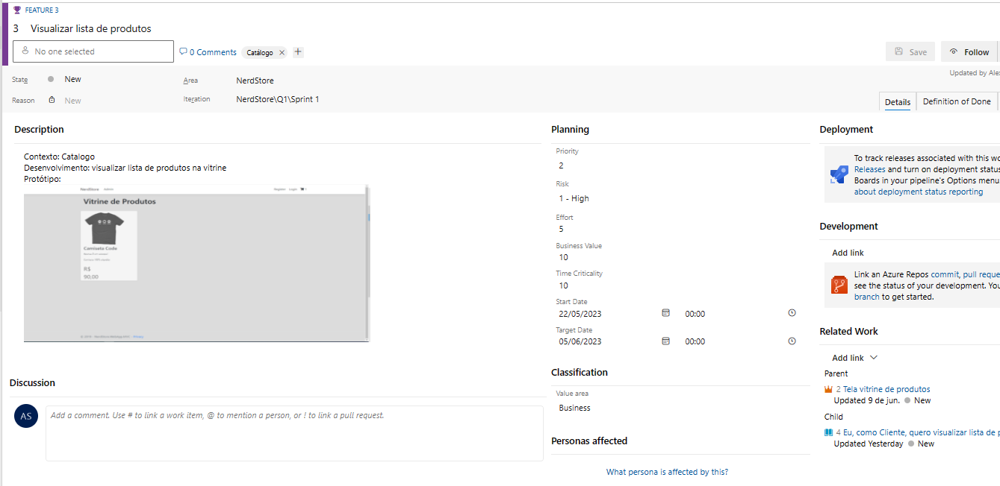 FEATURE 3
3 Visualizar lista de produtos
No one selected
0 Comments
Catálogo
Save
Follow
Updated by Ale
State
New
Area
NerdStore
Reason
New
Iteration
NerdStore\Q1\Sprint 1
Details
Definition of Done
Description
Contexto: Catalogo
Desenvolvimento: visualizar lista de produtos na vitrine
Protótipo:
NerdStore Admin
Register Login
Vitrine de Produtos
Camiseta Code
R$
90,00
Privacy
Discussion
AS
Add a comment. Use # to link a work item, @ to mention a person, or ! to link a pull request.
Planning
Priority
2
Risk
1 - High
Effort
5
Business Value
10
Time Criticality
10
Start Date
22/05/2023 00:00
Target Date
05/06/2023 00:00
Classification
Value area
Business
Personas affected
What persona is affected by this?
Deployment
To track releases associated with this wo
Releases and turn on deployment status
Boards in your pipeline's Options menu
about deployment status reporting
Development
Add link
Link an Azure Repos commit, pull reque
see the status of your development. You
branch to get started.
Related Work
Add link
Parent
2 Tela vitrine de produtos
Updated 9 de jun. New
Child
4 Eu, como Cliente, quero visualizar lista de p
Updated Yesterday New